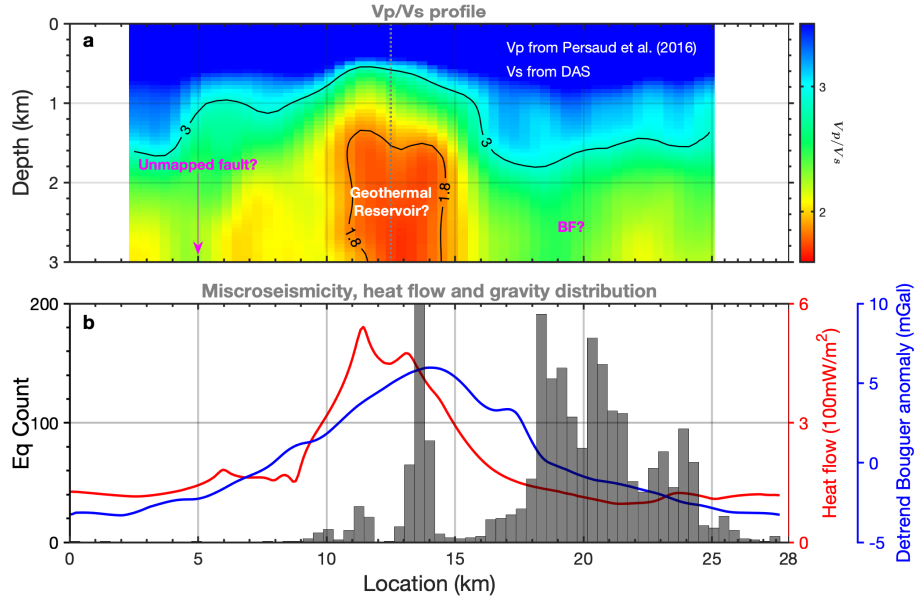 Vp/Vs profile
a
Vp from Persaud et al. (2016)
Vs from DAS
Unmapped fault?
Geothermal
Reservoir?
BF?
3
3
1.8
1.8
0
1
2
3
Depth (km)
3
2
Vp/Vs
Miscroseismicity, heat flow and gravity distribution
b
200
100
0
Eq Count
0
5
10
15
20
25
28
Location (km)
6
3
0
Heat flow (100mW/m²)
10
5
0
-5
Detrend Bouguer anomaly (mGal)